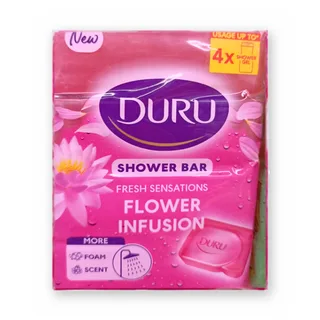 New
USAGE UP TO
4x SHOWER GEL
DURU
SHOWER BAR
FRESH SENSATIONS
FLOWER
INFUSION
MORE
FOAM
SCENT
DURU